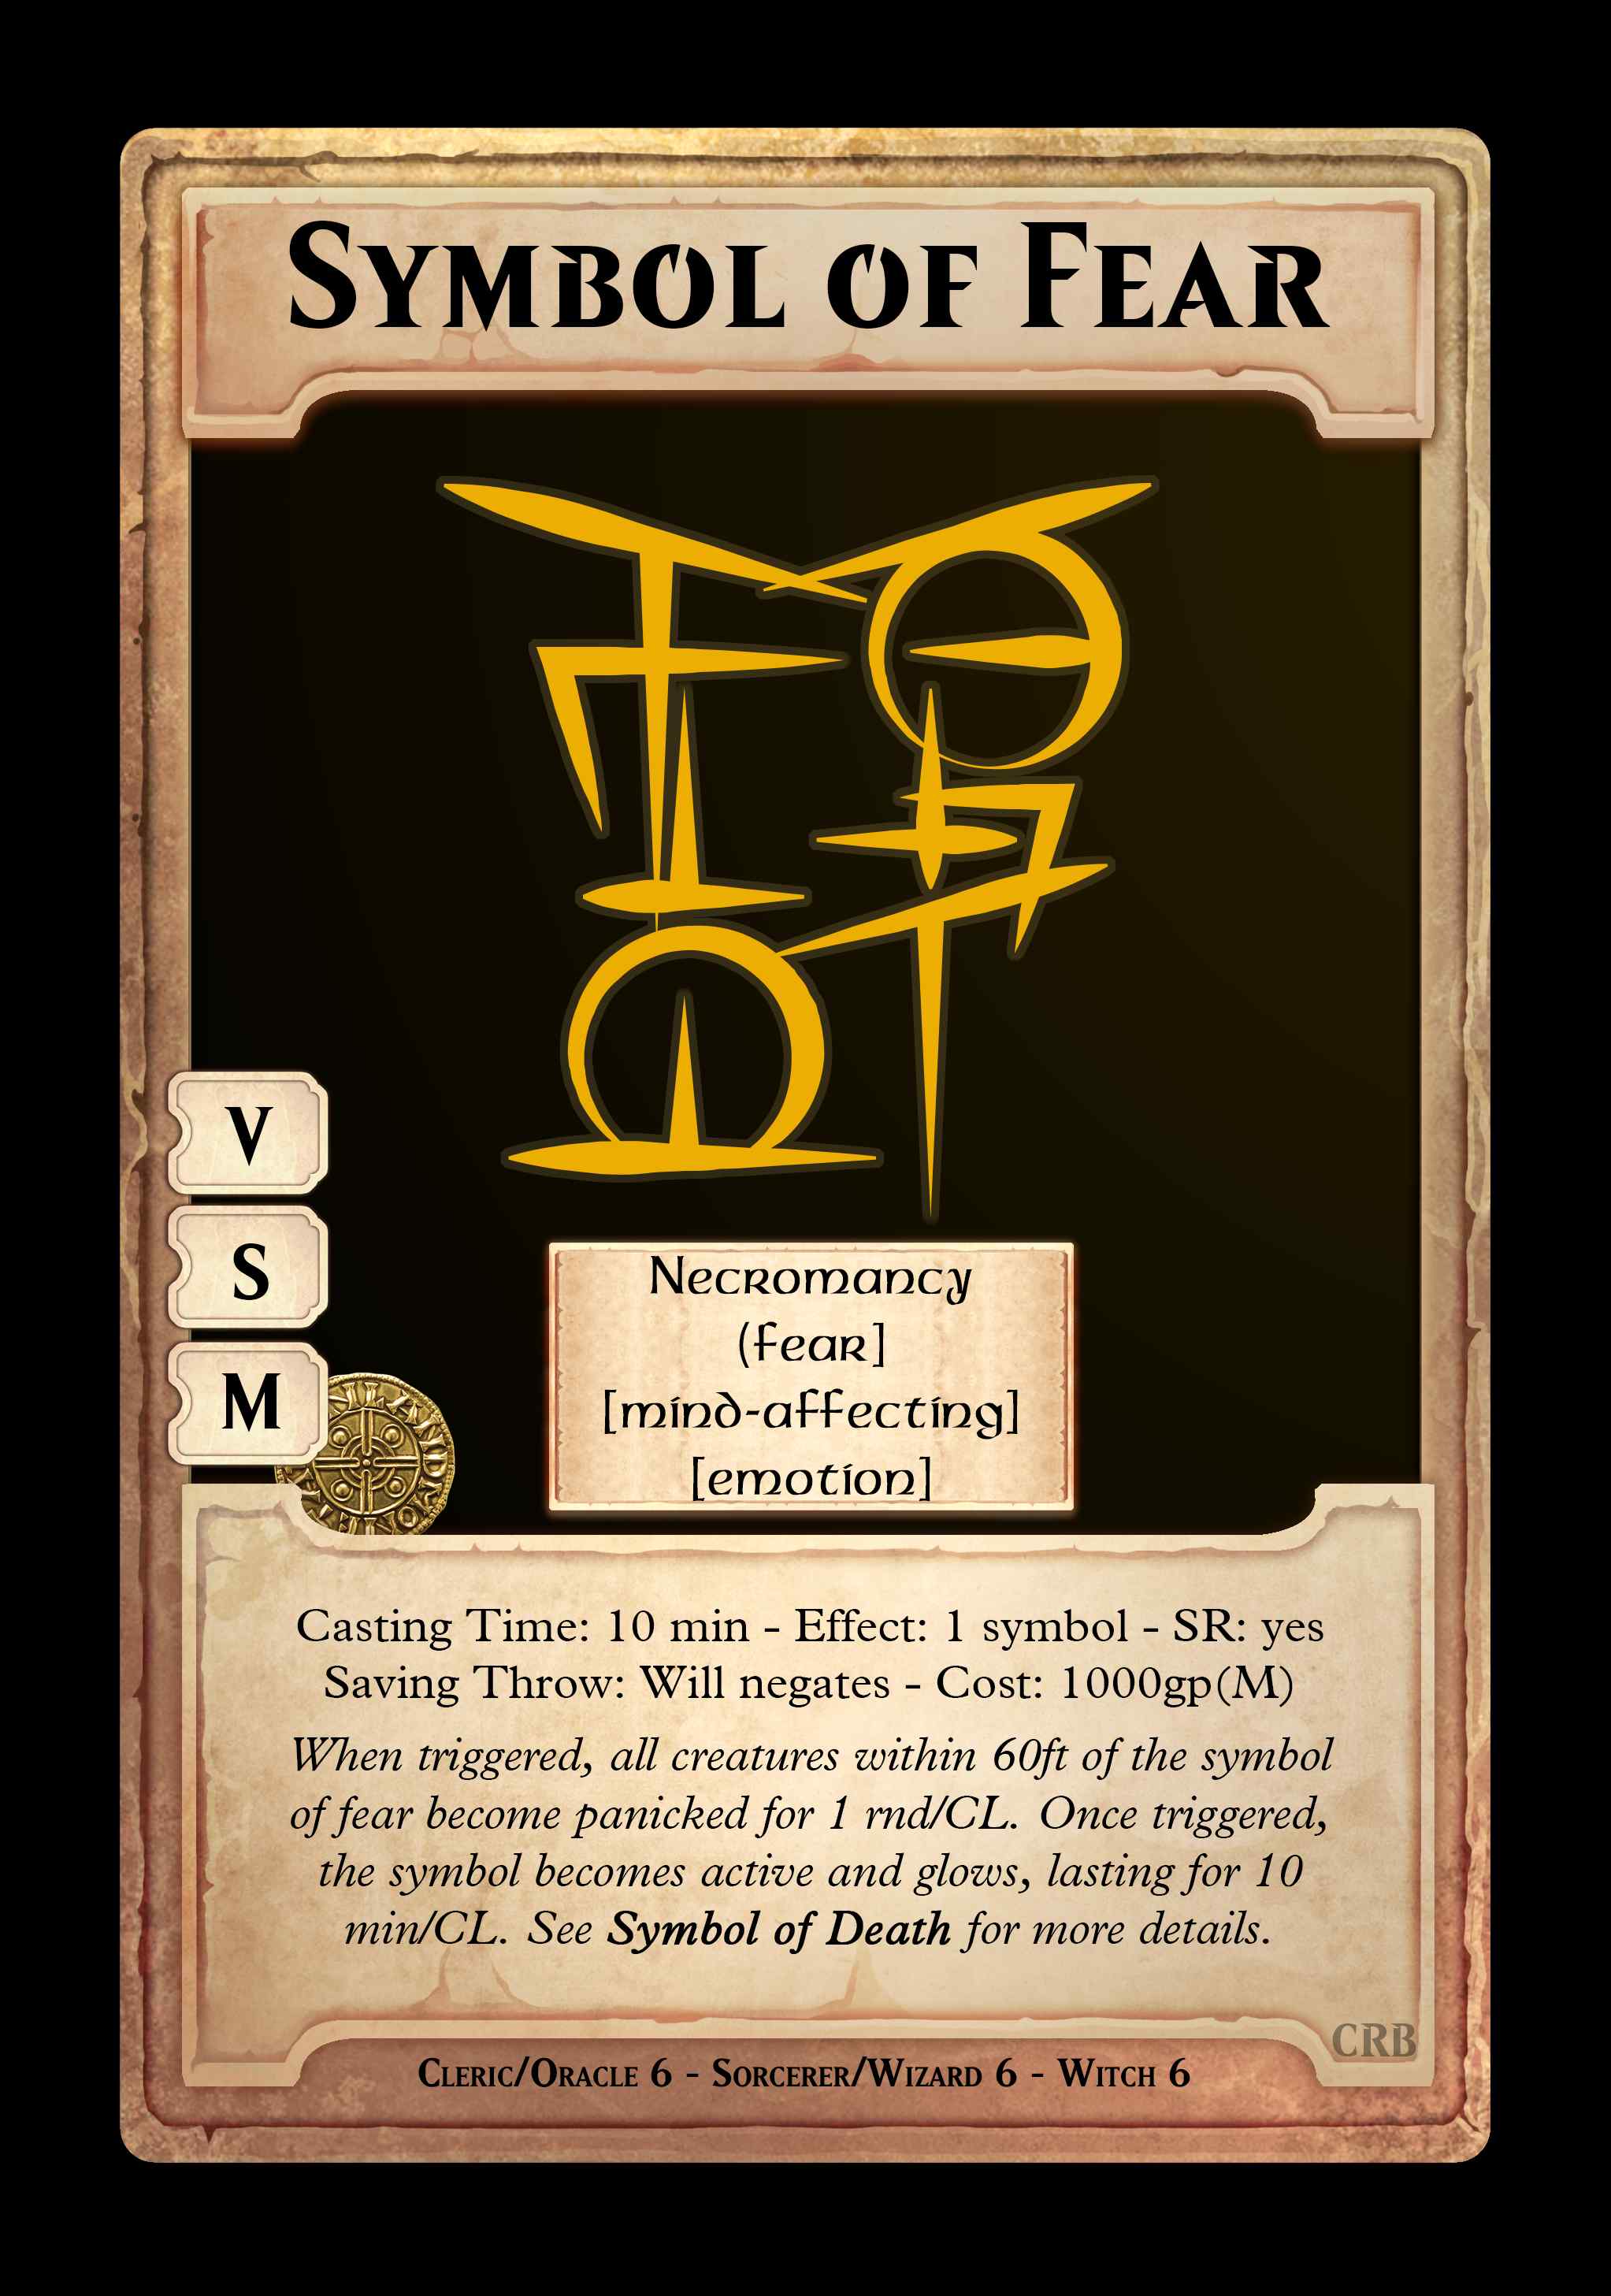 Symbol of Fear
V
S
M
Necromancy
(fear]
[mind-affecting]
[emotion]
Casting Time: 10 min - Effect: 1 symbol - SR: yes
Saving Throw: Will negates - Cost: 1000gp(M)
When triggered, all creatures within 60ft of the symbol
of fear become panicked for 1 rnd/CL. Once triggered,
the symbol becomes active and glows, lasting for 10
min/CL. See Symbol of Death for more details.
CRB
Cleric/Oracle 6 - Sorcerer/Wizard 6 - Witch 6